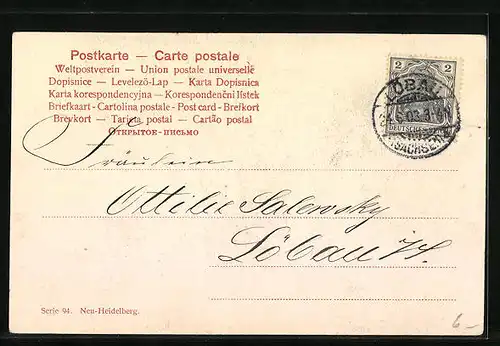 Postkarte — Carte postale
Weltpostverein — Union postale universelle
Dopisnice — Levelező-Lap — Karta Dopisnica
Karta korespondencyjna — Korespondenční lístek
Briefkaart - Cartolina postale - Post card - Brefkort
Brevkort — Tarjeta postal — Cartão postal
Открытое-письмо
2 2
LÖBAU
DEUTSCHES
(SACHSEN)
Fräulein
Ottilie Salewsky
Löbau i/S.
Serie 94. Neu-Heidelberg.
6 –